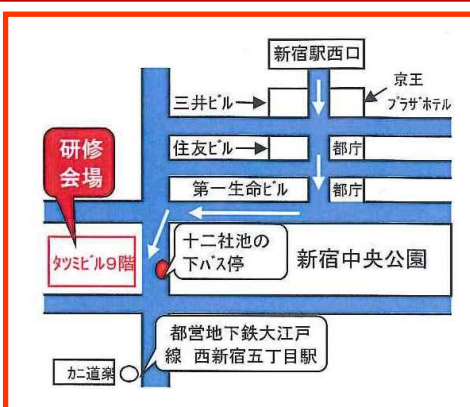 新宿駅西口
三井ビル
京王
プラザホテル
住友ビル
都庁
第一生命ビル
都庁
研修
会場
タツミビル9階
十二社池の
下バス停
新宿中央公園
都営地下鉄大江戸
線 西新宿五丁目駅
カニ道楽